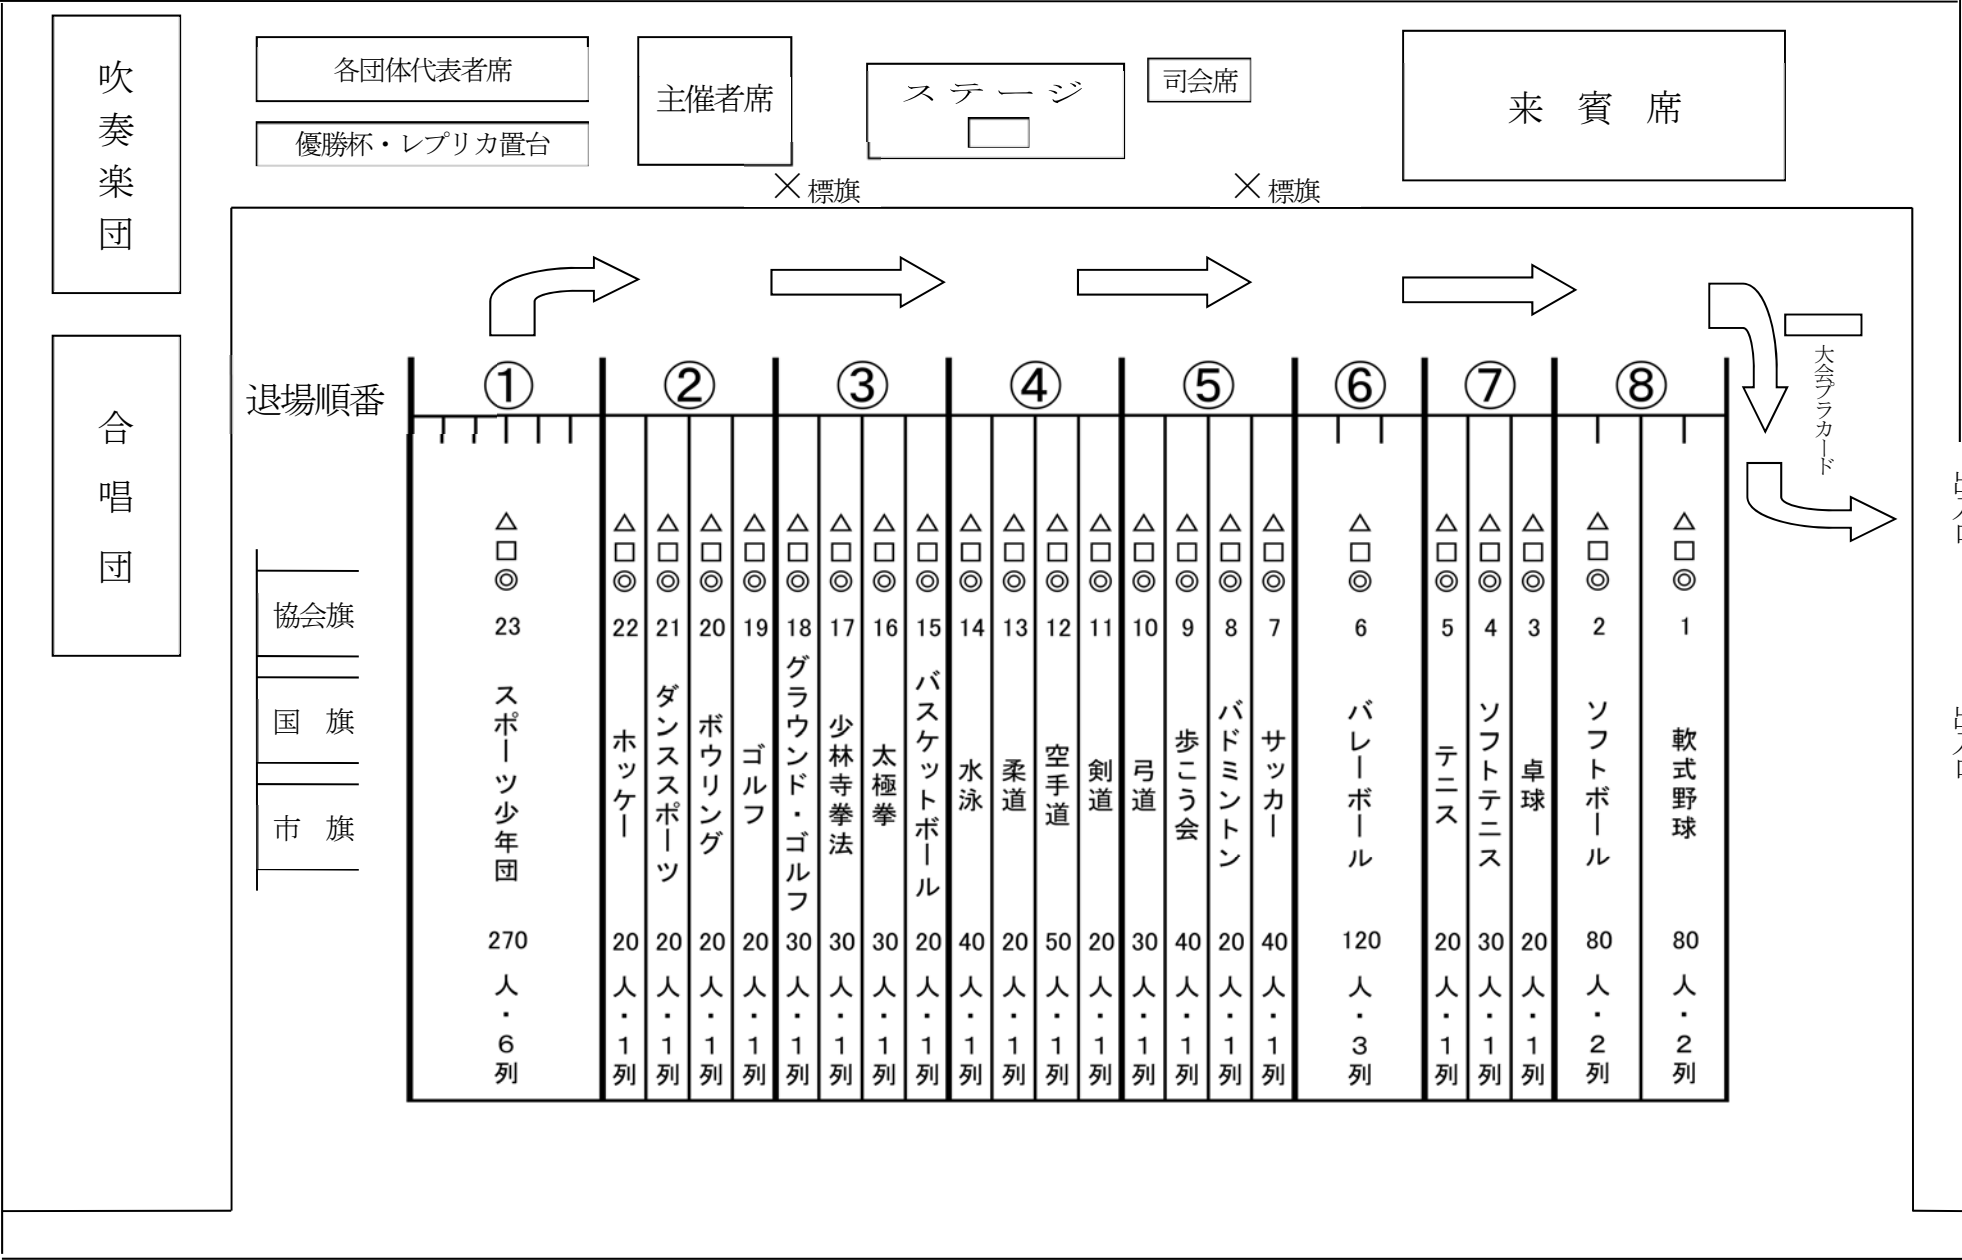 吹奏楽団
合唱団
各団体代表者席
優勝杯・レプリカ置台
主催者席
ステージ
司会席
来賓席
×標旗
×標旗
大会プラカード
出入口
出入口
協会旗
国旗
市旗
退場順番
① ② ③ ④ ⑤ ⑥ ⑦ ⑧
△□◎ 23 スポーツ少年団 270人・6列
△□◎ 22 ホッケー 20人・1列
△□◎ 21 ダンススポーツ 20人・1列
△□◎ 20 ボウリング 20人・1列
△□◎ 19 ゴルフ 20人・1列
△□◎ 18 グラウンド・ゴルフ 30人・1列
△□◎ 17 少林寺拳法 30人・1列
△□◎ 16 太極拳 30人・1列
△□◎ 15 バスケットボール 20人・1列
△□◎ 14 水泳 40人・1列
△□◎ 13 柔道 20人・1列
△□◎ 12 空手道 50人・1列
△□◎ 11 剣道 20人・1列
△□◎ 10 弓道 30人・1列
△□◎ 9 歩こう会 40人・1列
△□◎ 8 バドミントン 20人・1列
△□◎ 7 サッカー 40人・1列
△□◎ 6 バレーボール 120人・3列
△□◎ 5 テニス 20人・1列
△□◎ 4 ソフトテニス 30人・1列
△□◎ 3 卓球 20人・1列
△□◎ 2 ソフトボール 80人・2列
△□◎ 1 軟式野球 80人・2列